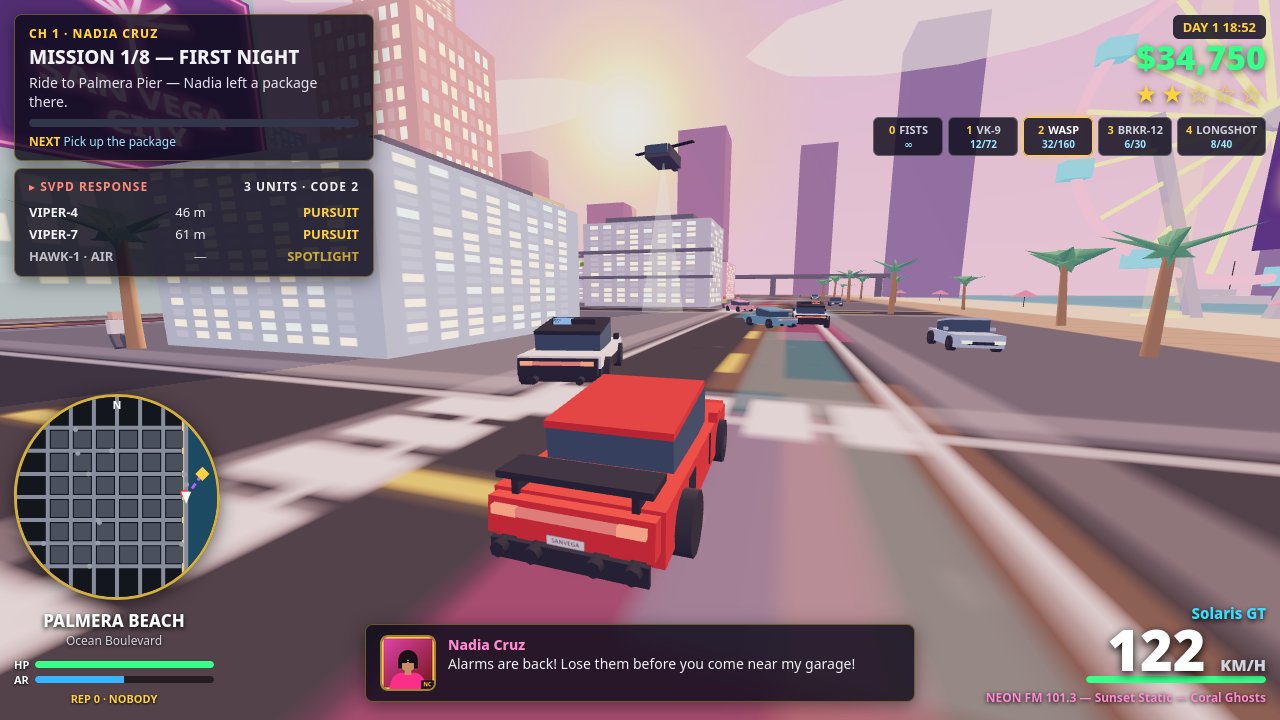 CH 1 · NADIA CRUZ
MISSION 1/8 — FIRST NIGHT
Ride to Palmera Pier — Nadia left a package
there.
NEXT Pick up the package
▸ SVPD RESPONSE 3 UNITS · CODE 2
VIPER-4 46 m PURSUIT
VIPER-7 61 m PURSUIT
HAWK-1 · AIR — SPOTLIGHT
DAY 1 18:52
$34,750
0 FISTS
∞
1 VK-9
12/72
2 WASP
32/160
3 BRKR-12
6/30
4 LONGSHOT
8/40
N
PALMERA BEACH
Ocean Boulevard
HP
AR
REP 0 · NOBODY
SANVEGA
NC
Nadia Cruz
Alarms are back! Lose them before you come near my garage!
Solaris GT
122 KM/H
NEON FM 101.3 — Sunset Static — Coral Ghosts